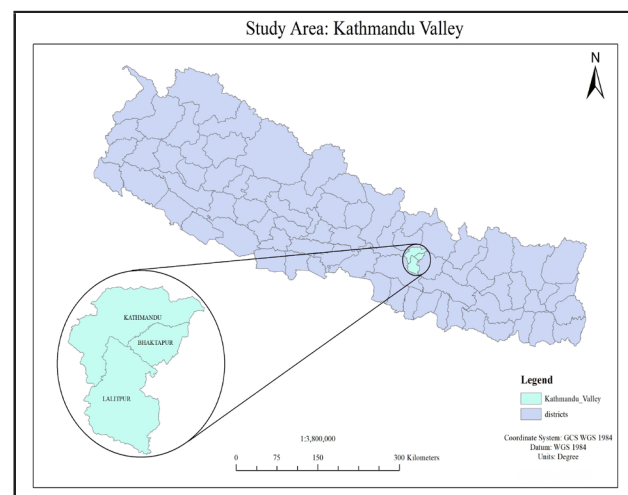 Study Area: Kathmandu Valley
N
KATHMANDU
BHAKTAPUR
LALITPUR
Legend
Kathmandu_Valley
districts
1:3,800,000
0 75 150 300 Kilometers
Coordinate System: GCS WGS 1984
Datum: WGS 1984
Units: Degree